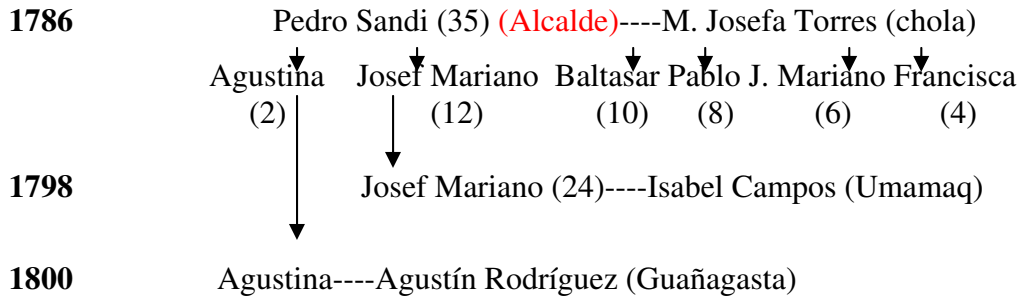 1786 Pedro Sandi (35) (Alcalde)----M. Josefa Torres (chola)
Agustina Josef Mariano Baltasar Pablo J. Mariano Francisca
(2) (12) (10) (8) (6) (4)
1798 Josef Mariano (24)----Isabel Campos (Umamaq)
1800 Agustina----Agustín Rodríguez (Guañagasta)